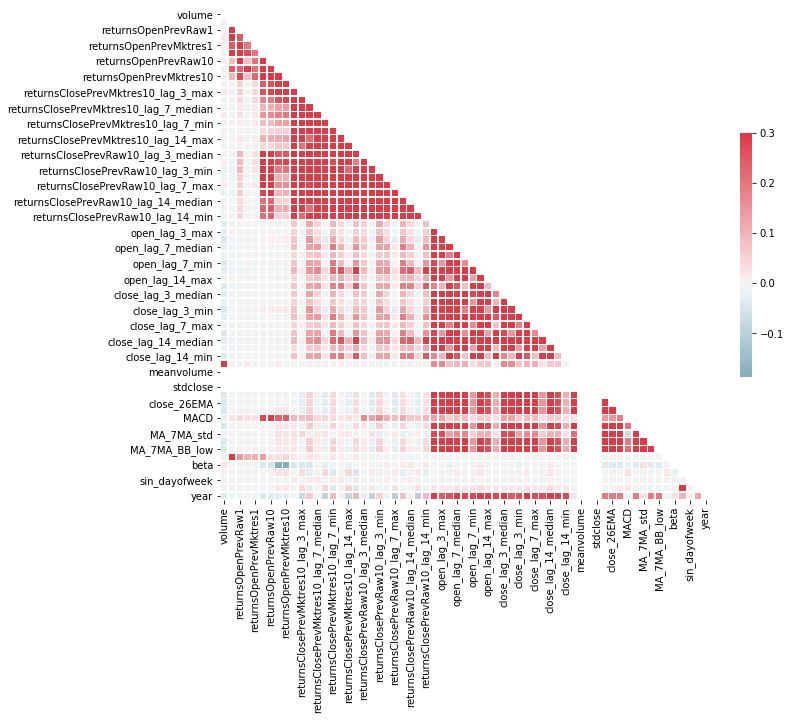 volume
returnsOpenPrevRaw1
returnsOpenPrevMktres1
returnsOpenPrevRaw10
returnsOpenPrevMktres10
returnsClosePrevMktres10_lag_3_max
returnsClosePrevMktres10_lag_7_median
returnsClosePrevMktres10_lag_7_min
returnsClosePrevMktres10_lag_14_max
returnsClosePrevRaw10_lag_3_median
returnsClosePrevRaw10_lag_3_min
returnsClosePrevRaw10_lag_7_max
returnsClosePrevRaw10_lag_14_median
returnsClosePrevRaw10_lag_14_min
open_lag_3_max
open_lag_7_median
open_lag_7_min
open_lag_14_max
close_lag_3_median
close_lag_3_min
close_lag_7_max
close_lag_14_median
close_lag_14_min
meanvolume
stdclose
close_26EMA
MACD
MA_7MA_std
MA_7MA_BB_low
beta
sin_dayofweek
year
0.3
0.2
0.1
0.0
−0.1
volume
returnsOpenPrevRaw1
returnsOpenPrevMktres1
returnsOpenPrevRaw10
returnsOpenPrevMktres10
returnsClosePrevMktres10_lag_3_max
returnsClosePrevMktres10_lag_7_median
returnsClosePrevMktres10_lag_7_min
returnsClosePrevMktres10_lag_14_max
returnsClosePrevRaw10_lag_3_median
returnsClosePrevRaw10_lag_3_min
returnsClosePrevRaw10_lag_7_max
returnsClosePrevRaw10_lag_14_median
returnsClosePrevRaw10_lag_14_min
open_lag_3_max
open_lag_7_median
open_lag_7_min
open_lag_14_max
close_lag_3_median
close_lag_3_min
close_lag_7_max
close_lag_14_median
close_lag_14_min
meanvolume
stdclose
close_26EMA
MACD
MA_7MA_std
MA_7MA_BB_low
beta
sin_dayofweek
year